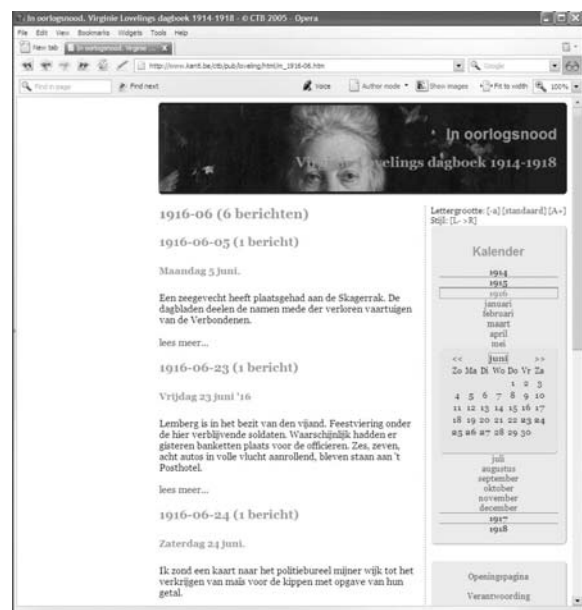 In oorlogsnood. Virginie Lovelings dagboek 1914-1918 - © CTB 2005 - Opera
File Edit View Bookmarks Widgets Tools Help
New tab In oorlogsnood. Virginie ...
http://www.kantl.be/ctb/pub/loveling/html/in_1916-06.htm Google
Find in page Find next Voice Author mode Show images Fit to width 100%
In oorlogsnood
Virginie Lovelings dagboek 1914-1918
1916-06 (6 berichten)
1916-06-05 (1 bericht)
Maandag 5 juni.
Een zeegevecht heeft plaatsgehad aan de Skagerrak. De
dagbladen deelen de namen mede der verloren vaartuigen
van de Verbondenen.
lees meer...
1916-06-23 (1 bericht)
Vrijdag 23 juni '16
Lemberg is in het bezit van den vijand. Feestviering onder
de hier verblijvende soldaten. Waarschijnlijk hadden er
gisteren banketten plaats voor de officieren. Zes, zeven,
acht autos in volle vlucht aanrollend, bleven staan aan 't
Posthotel.
lees meer...
1916-06-24 (1 bericht)
Zaterdag 24 juni.
Ik zond een kaart naar het politiebureel mijner wijk tot het
verkrijgen van maïs voor de kippen met opgave van hun
getal.
Lettergrootte: [-a] [standaard] [A+]
Stijl: [L->R]
Kalender
1914
1915
1916
januari
februari
maart
april
mei
<< juni >>
Zo Ma Di Wo Do Vr Za
1 2 3
4 5 6 7 8 9 10
11 12 13 14 15 16 17
18 19 20 21 22 23 24
25 26 27 28 29 30
juli
augustus
september
oktober
november
december
1917
1918
Openingspagina
Verantwoording